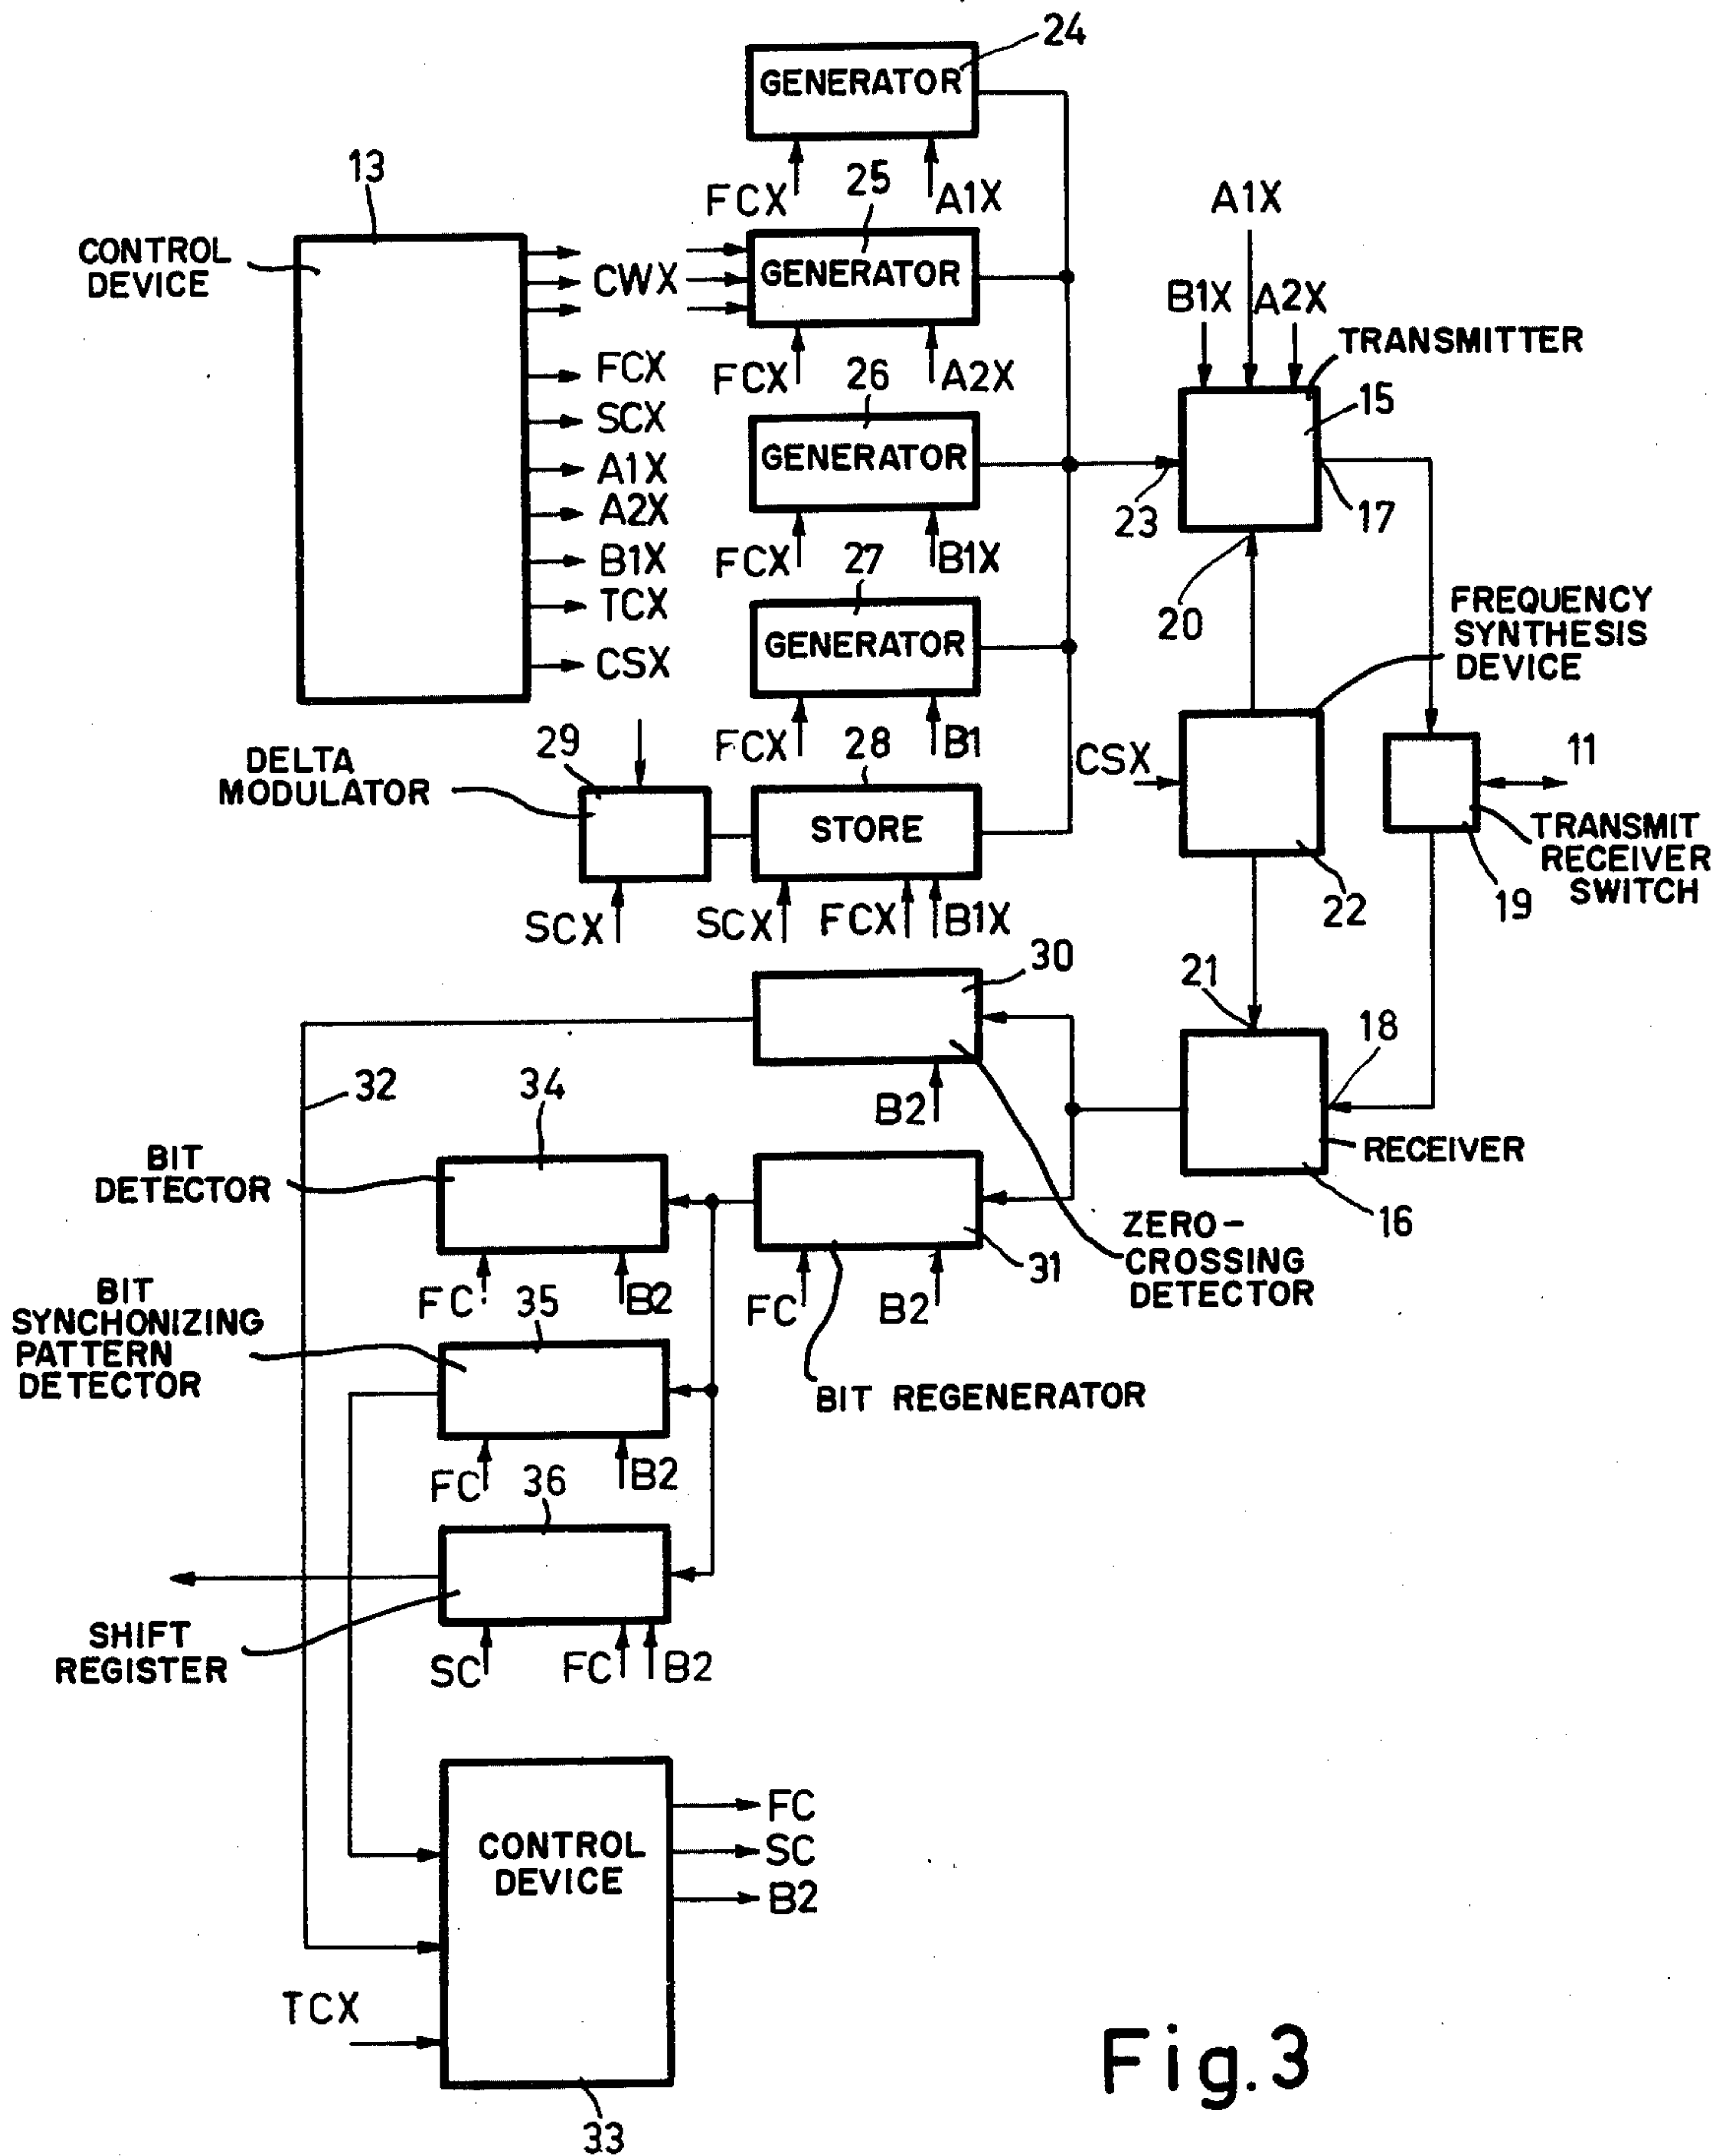 24
GENERATOR
FCX
A1X
13
CONTROL
DEVICE
CWX
FCX
SCX
A1X
A2X
B1X
TCX
CSX
25
GENERATOR
FCX
A2X
26
GENERATOR
FCX
B1X
27
GENERATOR
FCX
B1
28
STORE
SCX
FCX
B1X
29
DELTA
MODULATOR
SCX
A1X
B1X
A2X
TRANSMITTER
15
23
17
20
FREQUENCY
SYNTHESIS
DEVICE
CSX
22
11
TRANSMIT
RECEIVER
SWITCH
19
21
18
RECEIVER
16
30
B2
ZERO-
CROSSING
DETECTOR
31
FC
B2
BIT REGENERATOR
32
34
BIT
DETECTOR
FC
B2
35
BIT
SYNCHONIZING
PATTERN
DETECTOR
FC
B2
36
SHIFT
REGISTER
SC
FC
B2
CONTROL
DEVICE
FC
SC
B2
TCX
33
Fig.3